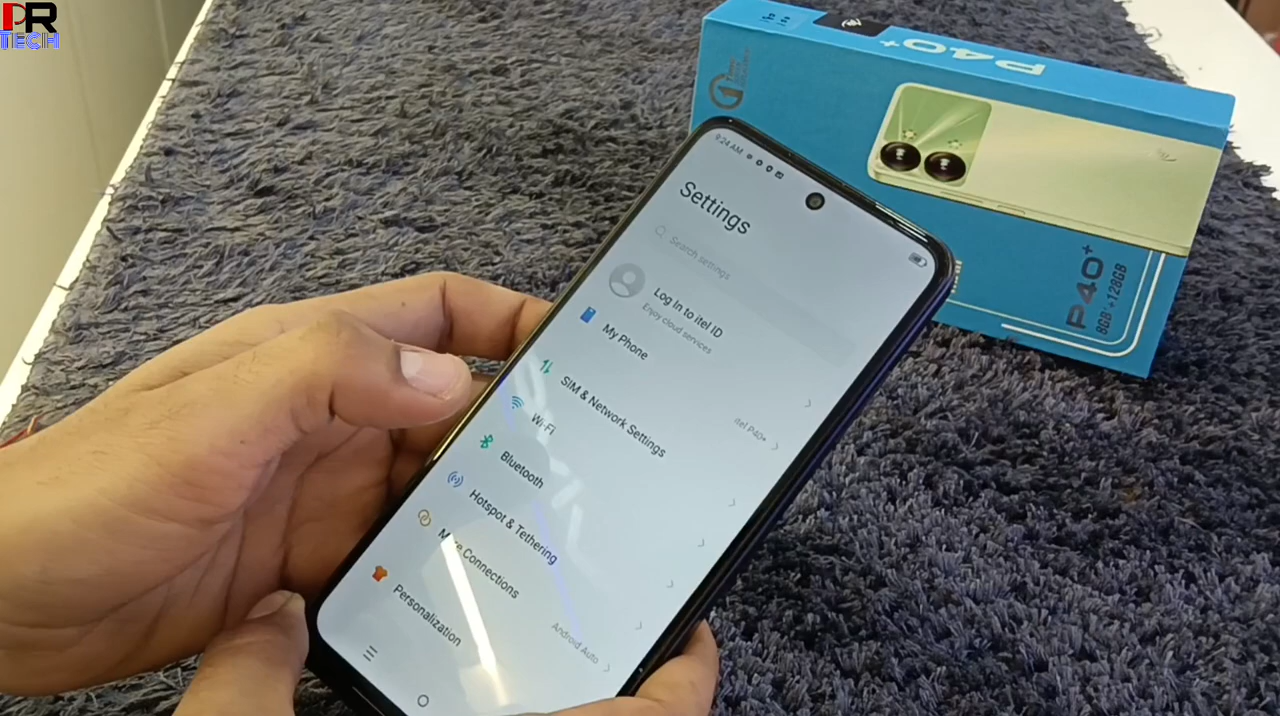 PR
TECH
P40+
P40+
8GB+128GB
9:24 AM
Settings
Search settings
Log In to itel ID
Enjoy cloud services
My Phone
itel P40+
SIM & Network Settings
Wi-Fi
Bluetooth
Hotspot & Tethering
More Connections
Android Auto
Personalization